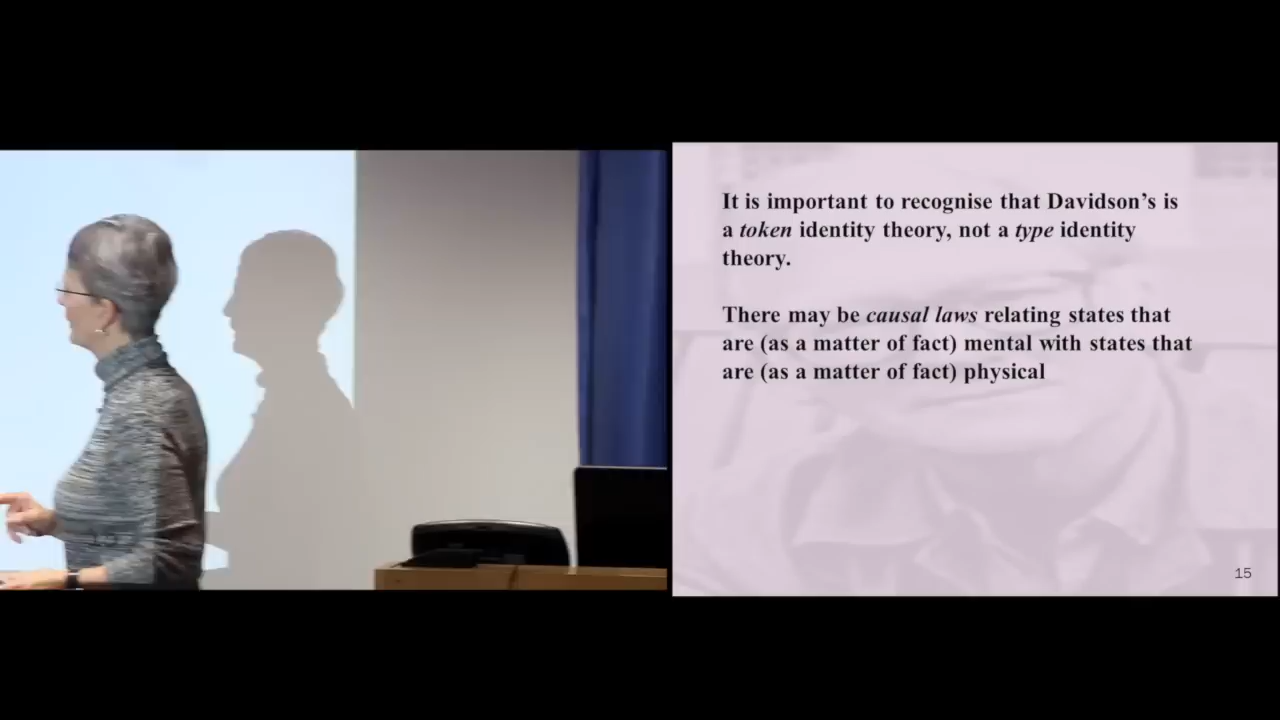 It is important to recognise that Davidson’s is
a token identity theory, not a type identity
theory.
There may be causal laws relating states that
are (as a matter of fact) mental with states that
are (as a matter of fact) physical
15